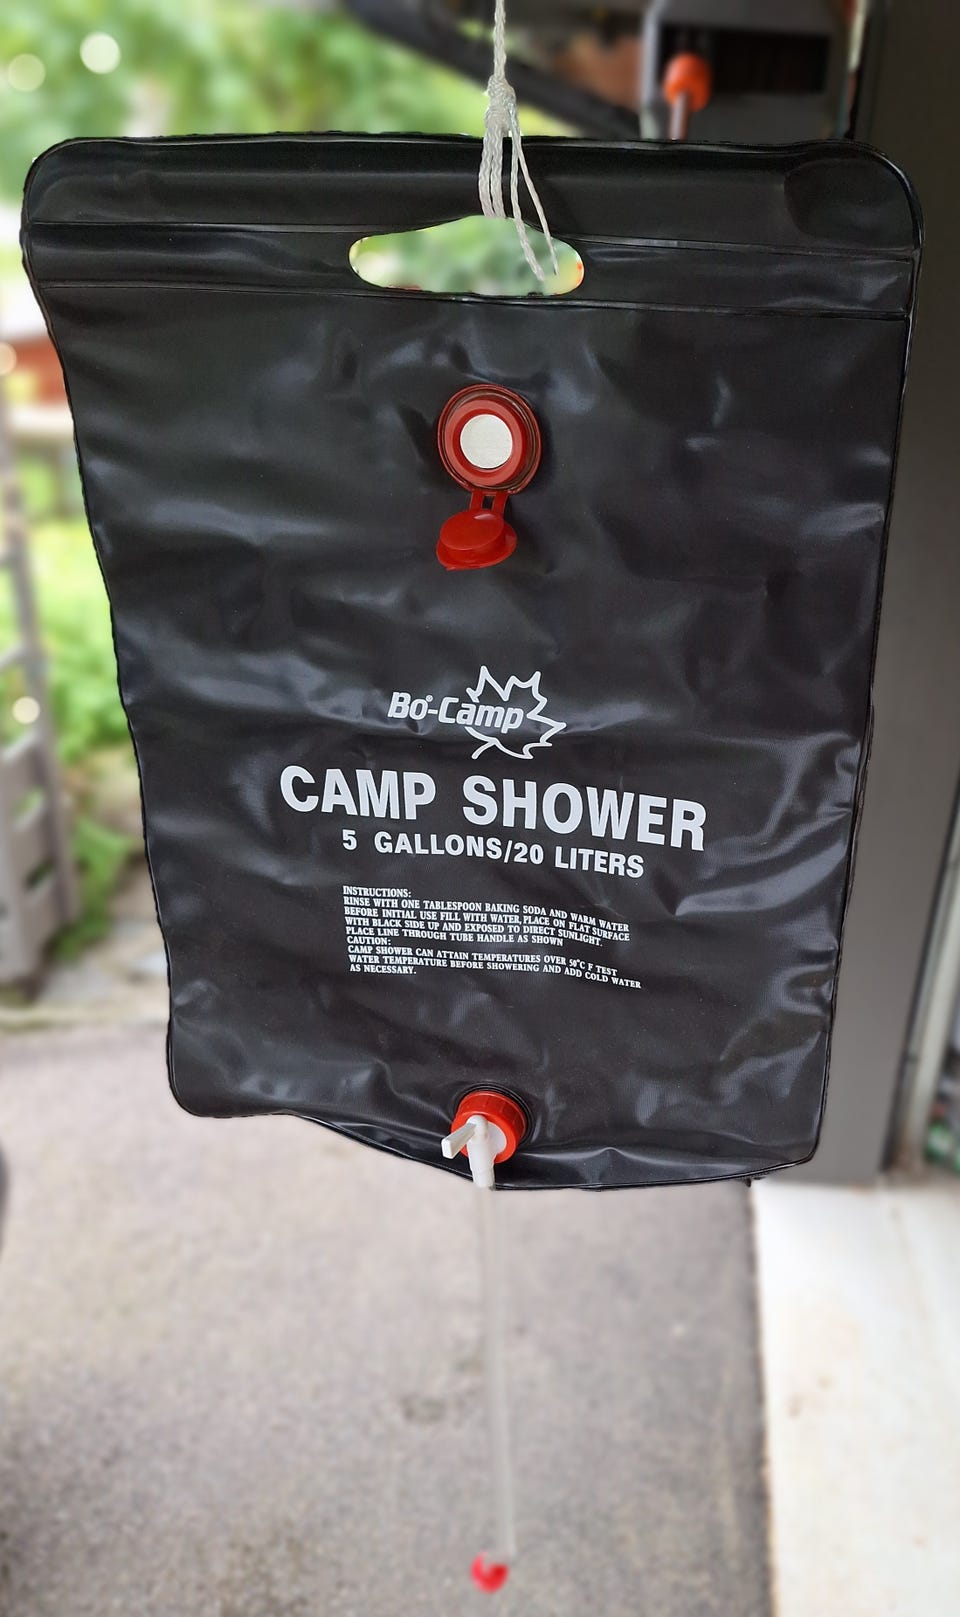 Bo®-Camp
CAMP SHOWER
5 GALLONS/20 LITERS
INSTRUCTIONS:
RINSE WITH ONE TABLESPOON BAKING SODA AND WARM WATER
BEFORE INITIAL USE FILL WITH WATER, PLACE ON FLAT SURFACE
WITH BLACK SIDE UP AND EXPOSED TO DIRECT SUNLIGHT.
PLACE LINE THROUGH TUBE HANDLE AS SHOWN
CAUTION:
CAMP SHOWER CAN ATTAIN TEMPERATURES OVER 50°C F TEST
WATER TEMPERATURE BEFORE SHOWERING AND ADD COLD WATER
AS NECESSARY.